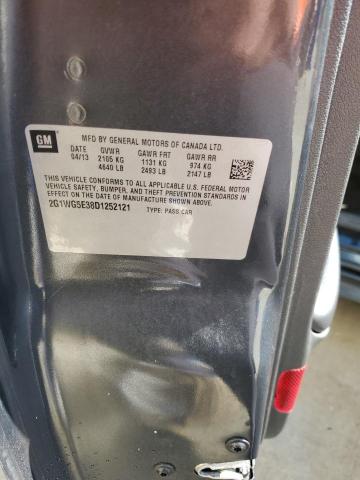 GM
MFD BY GENERAL MOTORS OF CANADA LTD.
DATE GVWR GAWR FRT GAWR RR
04/13 2105 KG 1131 KG 974 KG
4640 LB 2493 LB 2147 LB
THIS VEHICLE CONFORMS TO ALL APPLICABLE U.S. FEDERAL MOTOR
VEHICLE SAFETY, BUMPER, AND THEFT PREVENTION STANDARDS IN
EFFECT ON THE DATE OF MANUFACTURE SHOWN ABOVE.
2G1WG5E38D1252121 TYPE: PASS CAR